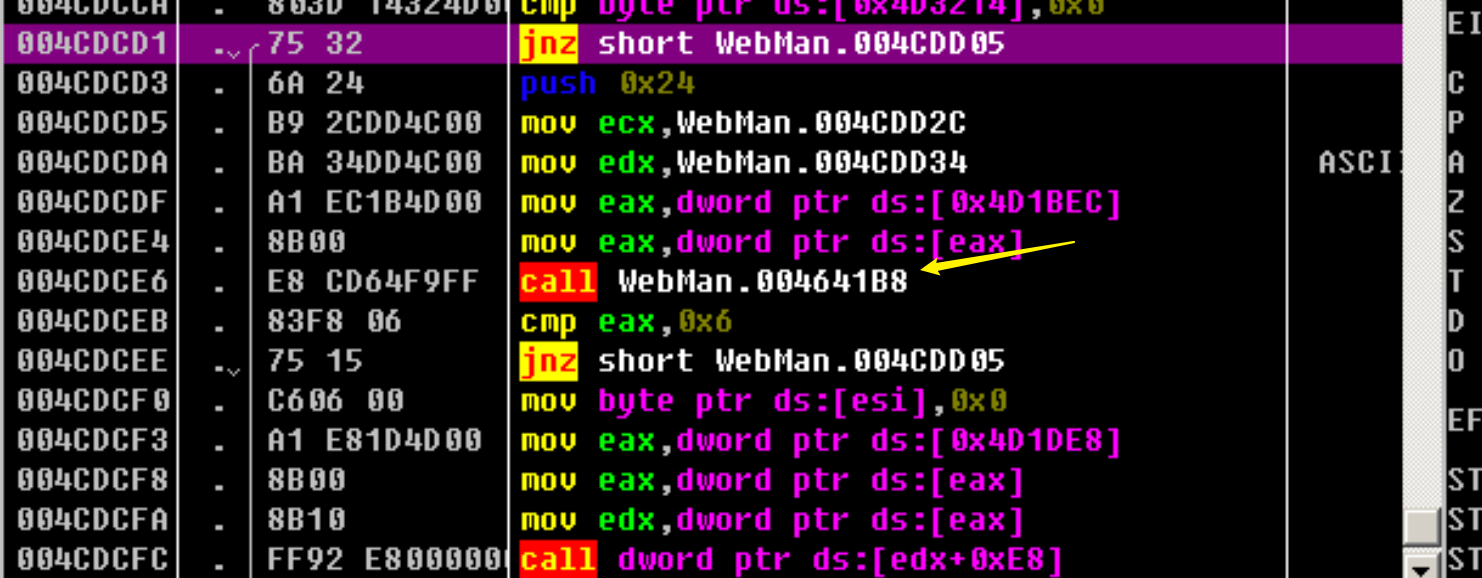 004CDCCA . 803D 14324D0 cmp byte ptr ds:[0x4D3214],0x0
004CDCD1 . 75 32 jnz short WebMan.004CDD05 EI
004CDCD3 . 6A 24 push 0x24 C
004CDCD5 . B9 2CDD4C00 mov ecx,WebMan.004CDD2C P
004CDCDA . BA 34DD4C00 mov edx,WebMan.004CDD34 ASCI A
004CDCDF . A1 EC1B4D00 mov eax,dword ptr ds:[0x4D1BEC] Z
004CDCE4 . 8B00 mov eax,dword ptr ds:[eax] S
004CDCE6 . E8 CD64F9FF call WebMan.004641B8 T
004CDCEB . 83F8 06 cmp eax,0x6 D
004CDCEE . 75 15 jnz short WebMan.004CDD05 O
004CDCF0 . C606 00 mov byte ptr ds:[esi],0x0
004CDCF3 . A1 E81D4D00 mov eax,dword ptr ds:[0x4D1DE8] EF
004CDCF8 . 8B00 mov eax,dword ptr ds:[eax] ST
004CDCFA . 8B10 mov edx,dword ptr ds:[eax] ST
004CDCFC . FF92 E800000 call dword ptr ds:[edx+0xE8] ST